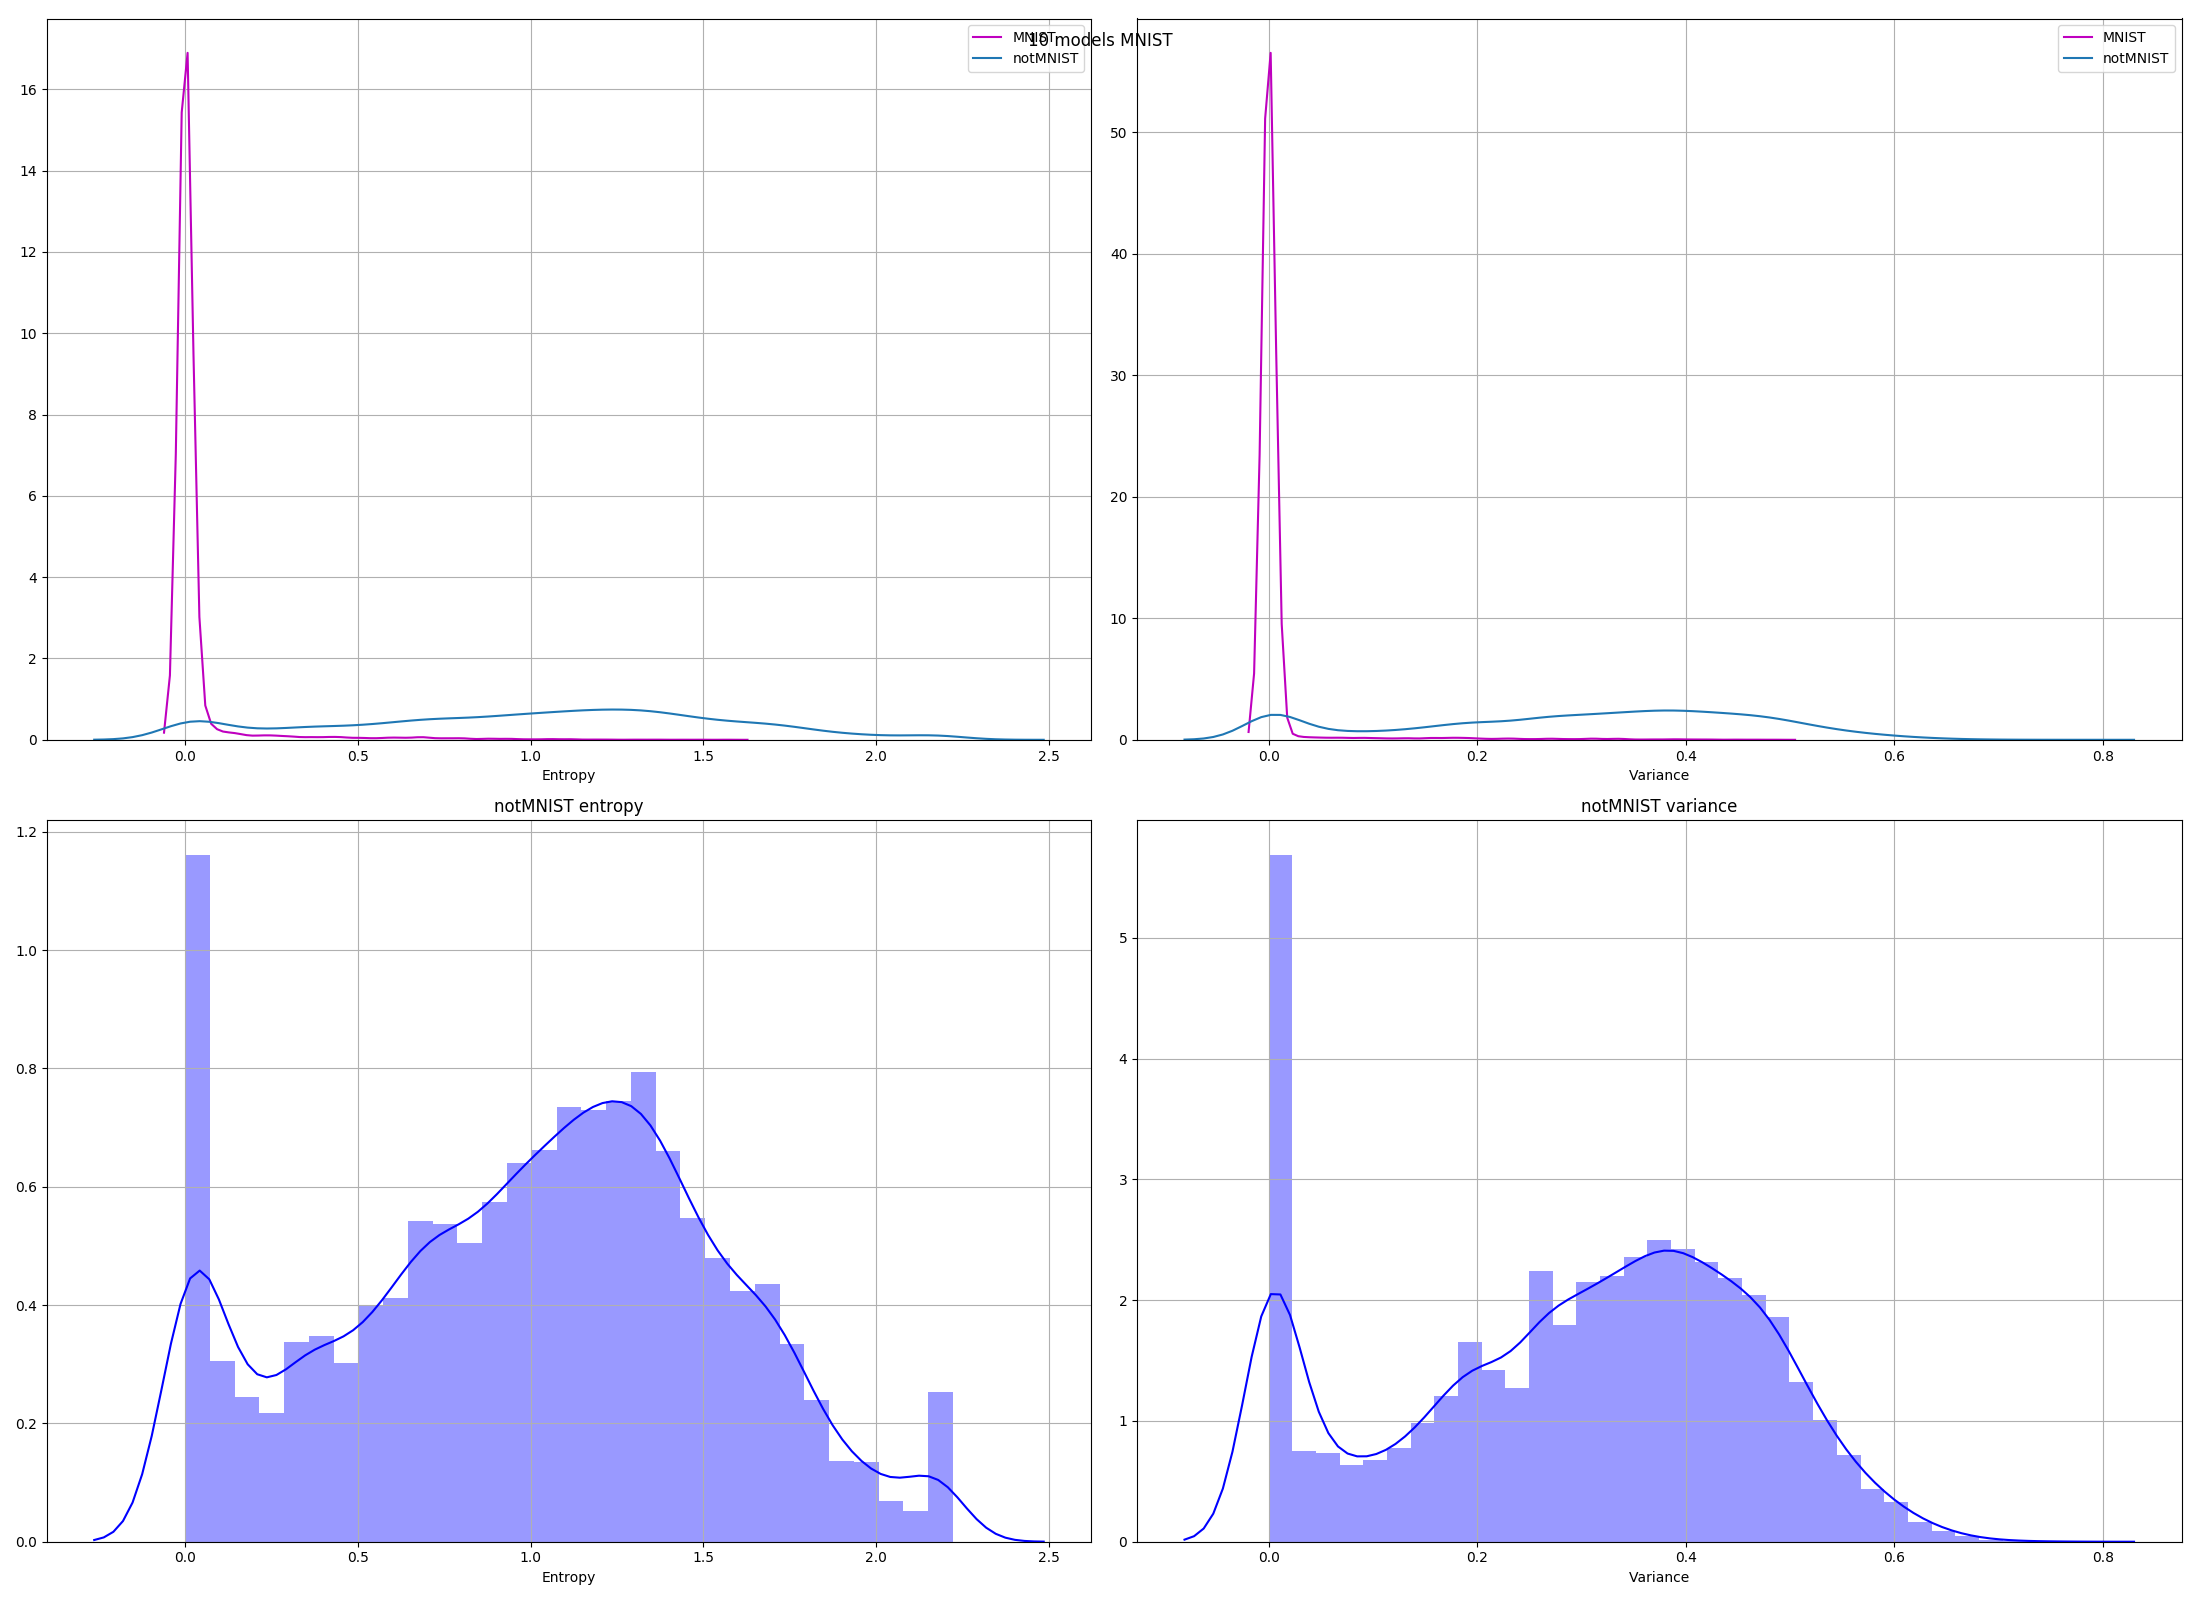 10 models MNIST
MNIST
notMNIST
16
14
12
10
8
6
4
2
0
0.0 0.5 1.0 1.5 2.0 2.5
Entropy
MNIST
notMNIST
50
40
30
20
10
0
0.0 0.2 0.4 0.6 0.8
Variance
notMNIST entropy
1.2
1.0
0.8
0.6
0.4
0.2
0.0
0.0 0.5 1.0 1.5 2.0 2.5
Entropy
notMNIST variance
5
4
3
2
1
0
0.0 0.2 0.4 0.6 0.8
Variance